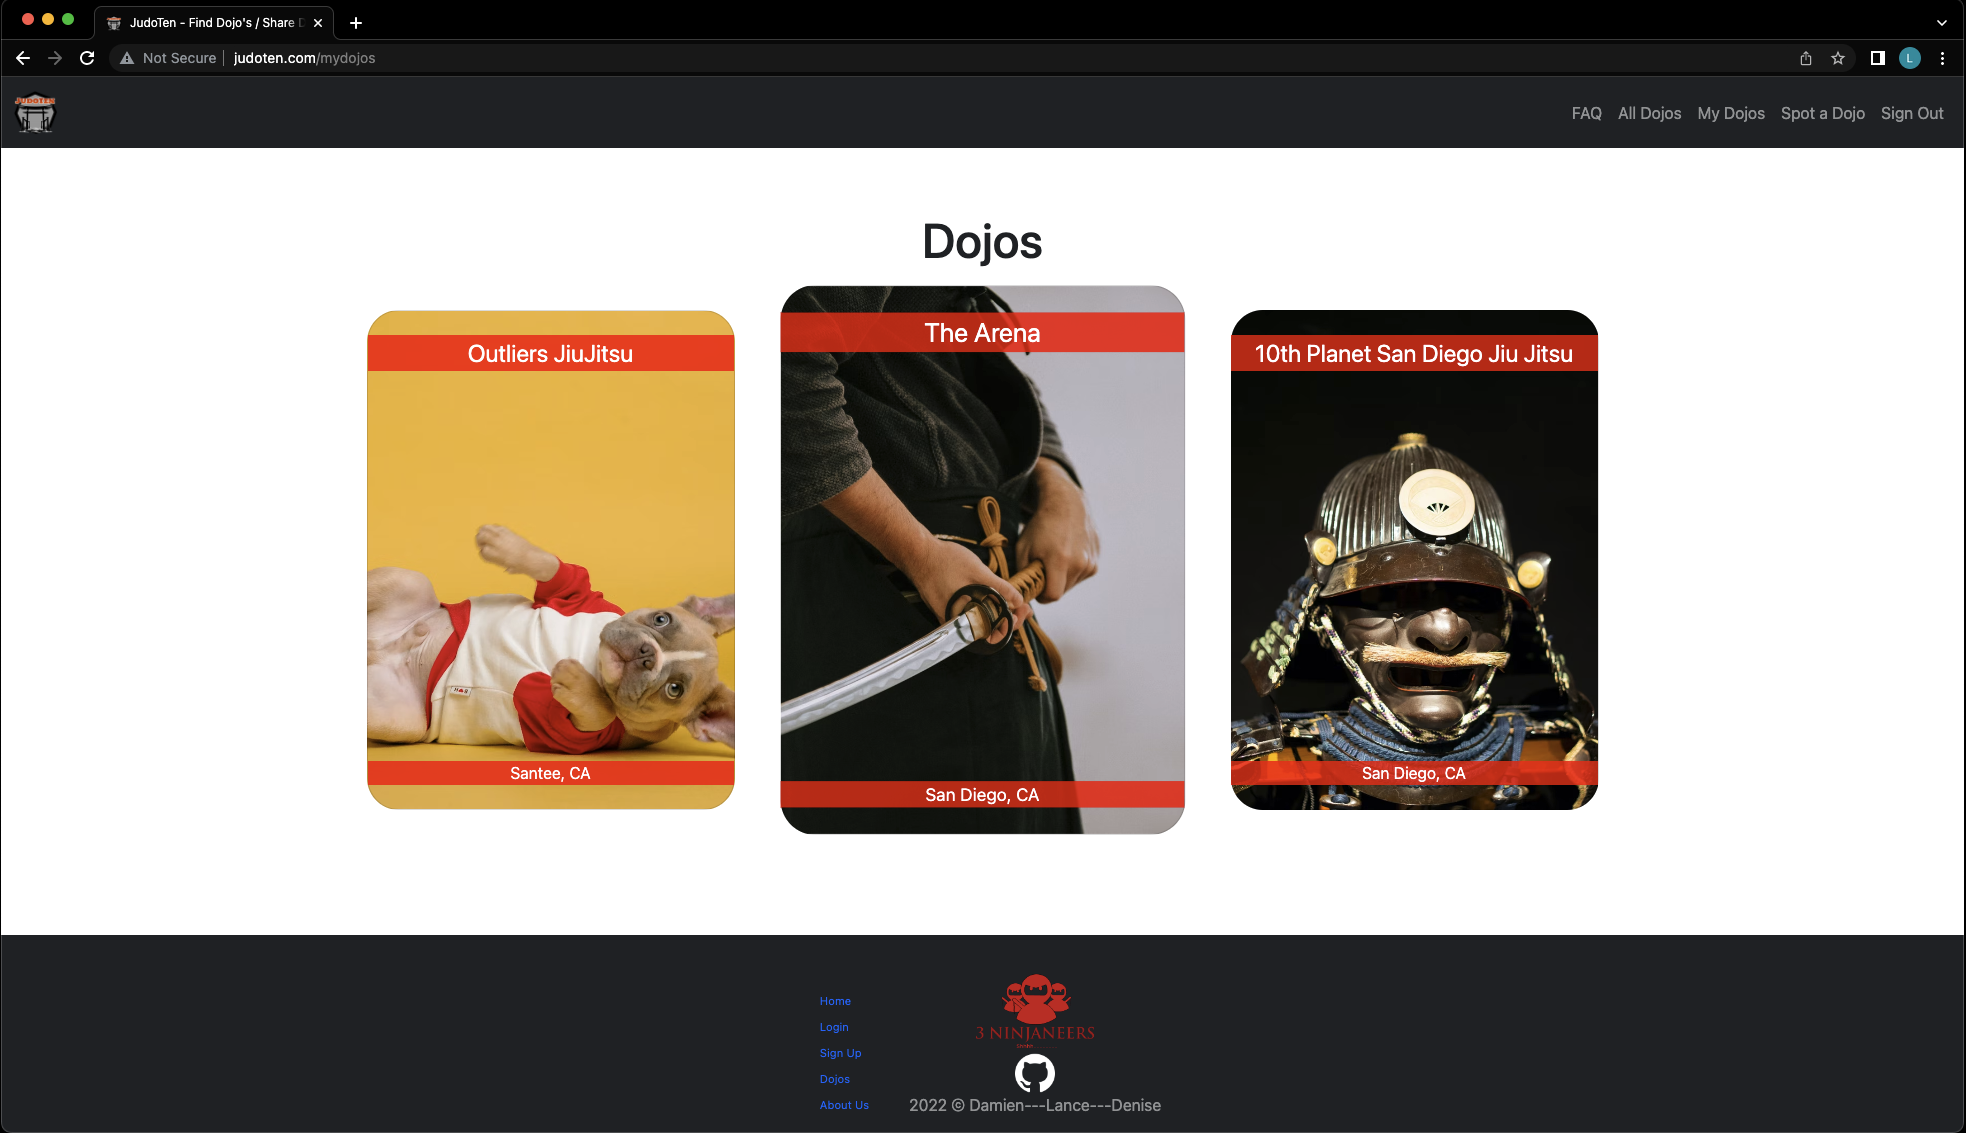 JudoTen - Find Dojo's / Share D
Not Secure
judoten.com/mydojos
L
JUDOTEN
FAQ
All Dojos
My Dojos
Spot a Dojo
Sign Out
Dojos
Outliers JiuJitsu
Santee, CA
The Arena
San Diego, CA
10th Planet San Diego Jiu Jitsu
San Diego, CA
Home
Login
Sign Up
Dojos
About Us
3 NINJANEERS
2022 © Damien---Lance---Denise